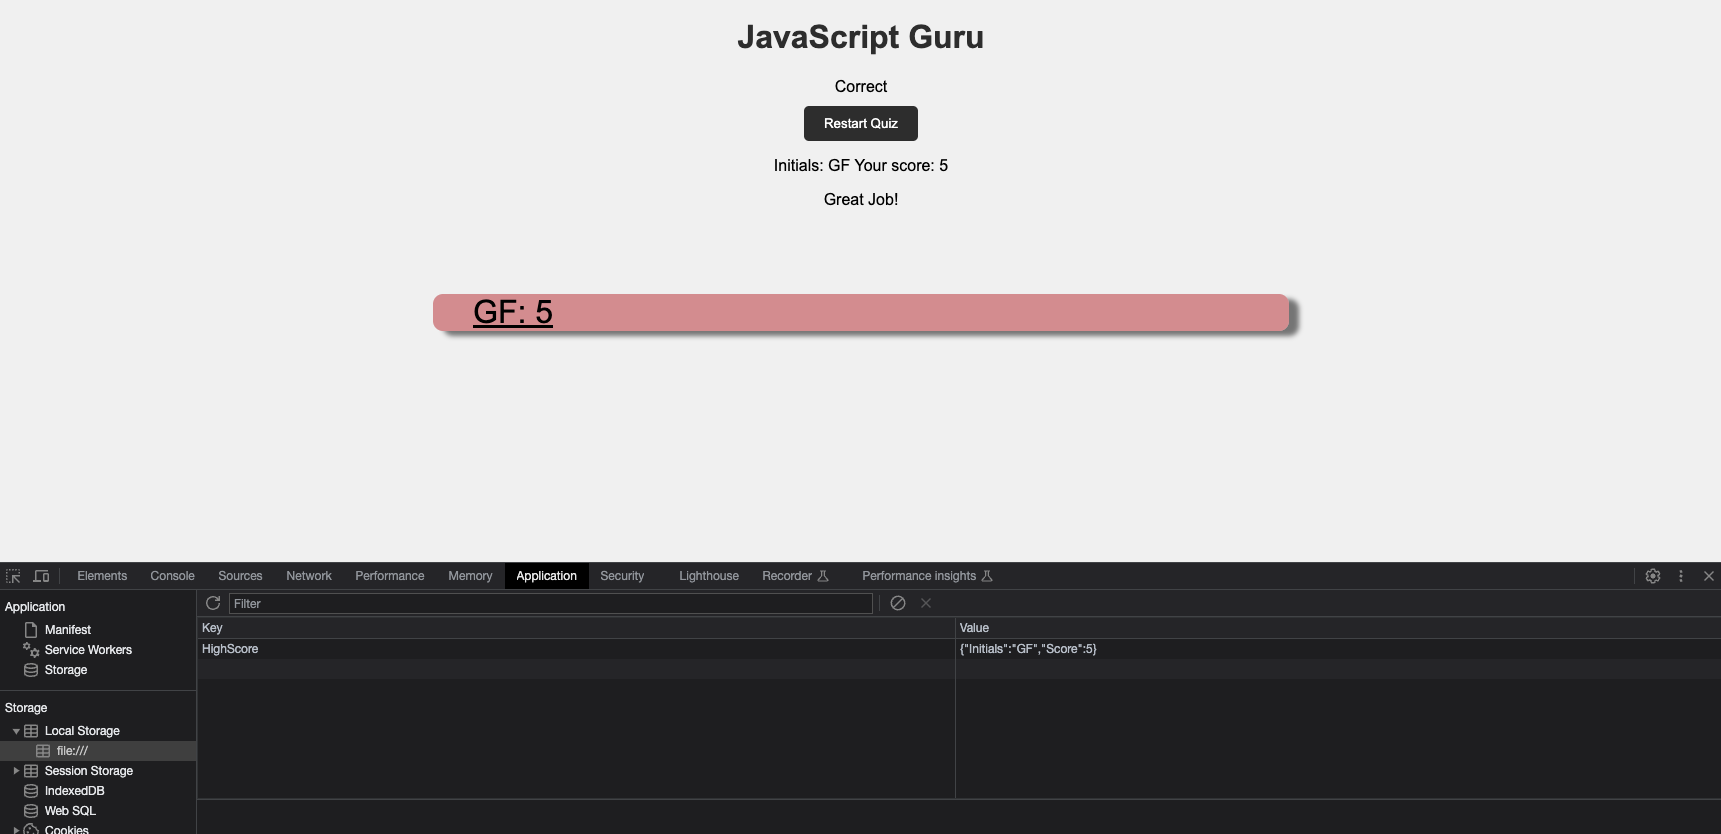 JavaScript Guru
Correct
Restart Quiz
Initials: GF Your score: 5
Great Job!
GF: 5
Elements Console Sources Network Performance Memory Application Security Lighthouse Recorder Performance insights
Application
Manifest
Service Workers
Storage
Storage
Local Storage
file:///
Session Storage
IndexedDB
Web SQL
Cookies
Filter
Key Value
HighScore {"Initials":"GF","Score":5}